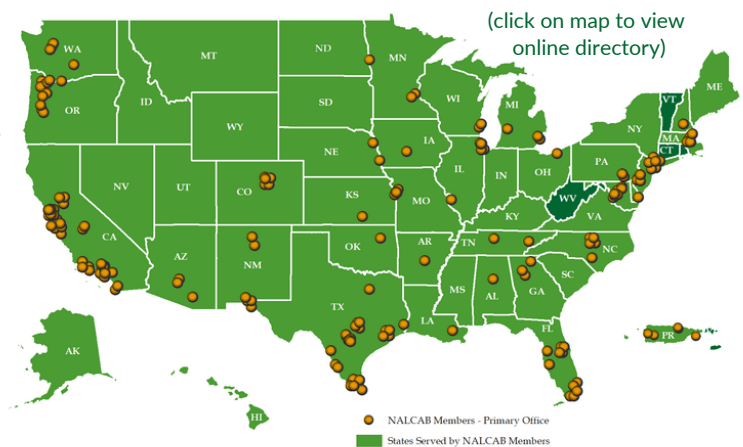 (click on map to view
online directory)
WA
MT
ND
MN
ME
VT
OR
ID
SD
WI
MI
NY
MA
CT
WY
IA
NE
PA
NV
UT
CO
IL
IN
OH
WV
KS
MO
KY
VA
CA
AZ
NM
OK
AR
TN
NC
SC
MS
AL
GA
TX
LA
FL
AK
HI
PR
NALCAB Members - Primary Office
States Served by NALCAB Members